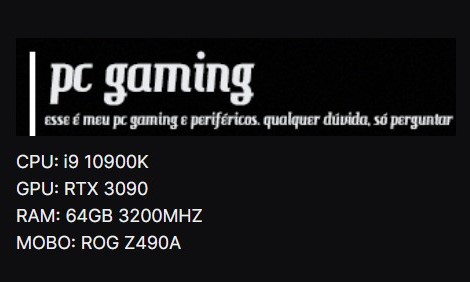 pc gaming
esse é meu pc gaming e periféricos. qualquer dúvida, só perguntar
CPU: i9 10900K
GPU: RTX 3090
RAM: 64GB 3200MHZ
MOBO: ROG Z490A